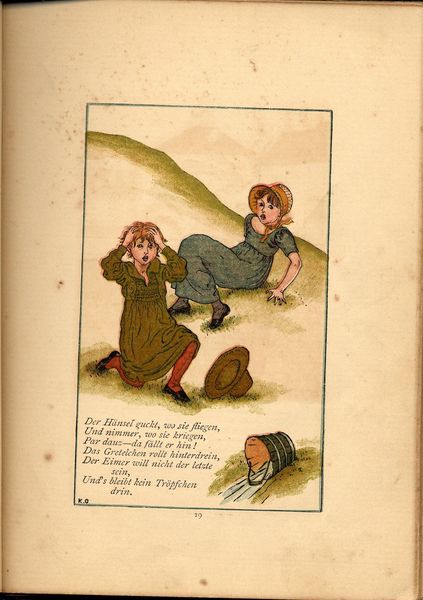 Der Hänsel guckt, wo sie fliegen,
Und nimmer, wo sie kriegen,
Par dauz—da fällt er hin!
Das Gretelchen rollt hinterdrein,
Der Eimer will nicht der letzte
sein,
Und's bleibt kein Tröpfchen
drin.
K.G
19